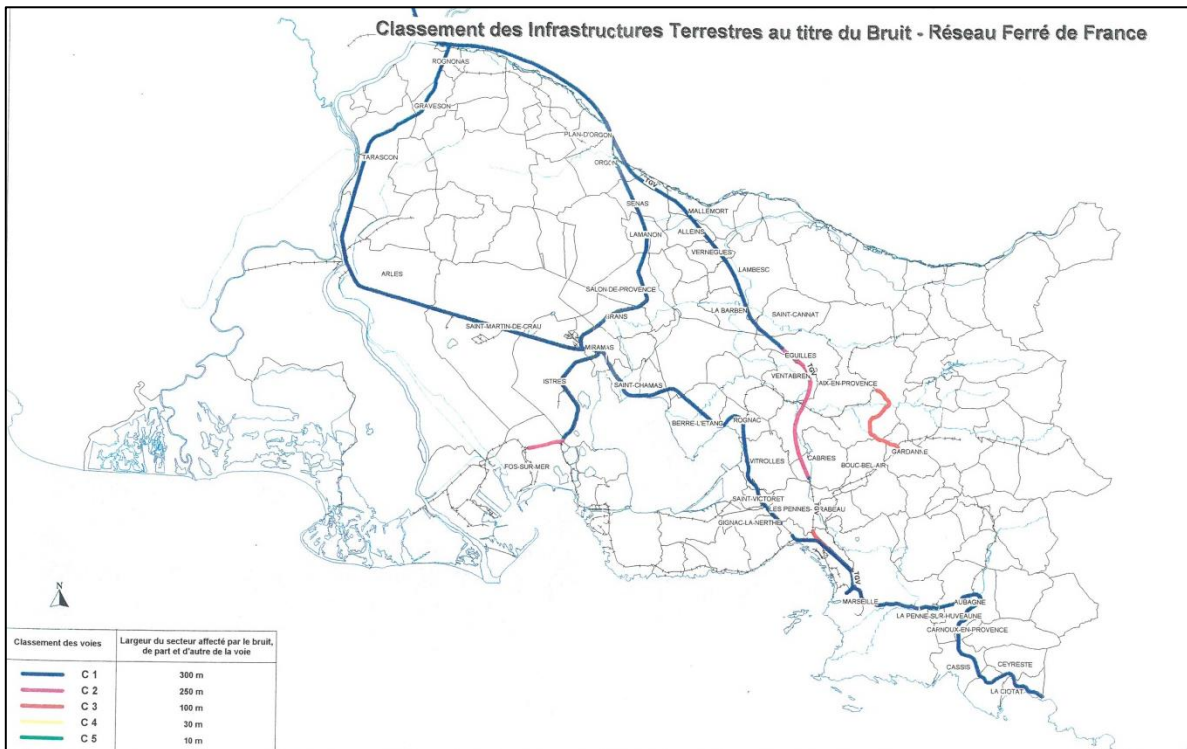 Classement des Infrastructures Terrestres au titre du Bruit - Réseau Ferré de France
ROGNONAS
GRAVESON
PLAN-D'ORGON
TARASCON
ORGON
TGV
SENAS
MALLEMORT
LAMANON
ALLEINS
VERNEGUES
ARLES
LAMBESC
SALON-DE-PROVENCE
LA BARBEN
SAINT-CANNAT
GRANS
SAINT-MARTIN-DE-CRAU
MIRAMAS
EGUILLES
TGV
ISTRES
SAINT-CHAMAS
VENTABREN
AIX-EN-PROVENCE
BERRE-L'ETANG
ROGNAC
GARDANNE
FOS-SUR-MER
VITROLLES
CABRIES
BOUC-BEL-AIR
SAINT-VICTORET
LES PENNES-MIRABEAU
TGV
GIGNAC-LA-NERTHE
TGV
MARSEILLE
AUBAGNE
LA PENNE-SUR-HUVEAUNE
CARNOUX-EN-PROVENCE
CASSIS
CEYRESTE
LA CIOTAT
N
Classement des voies
Largeur du secteur affecté par le bruit,
de part et d'autre de la voie
C 1 300 m
C 2 250 m
C 3 100 m
C 4 30 m
C 5 10 m